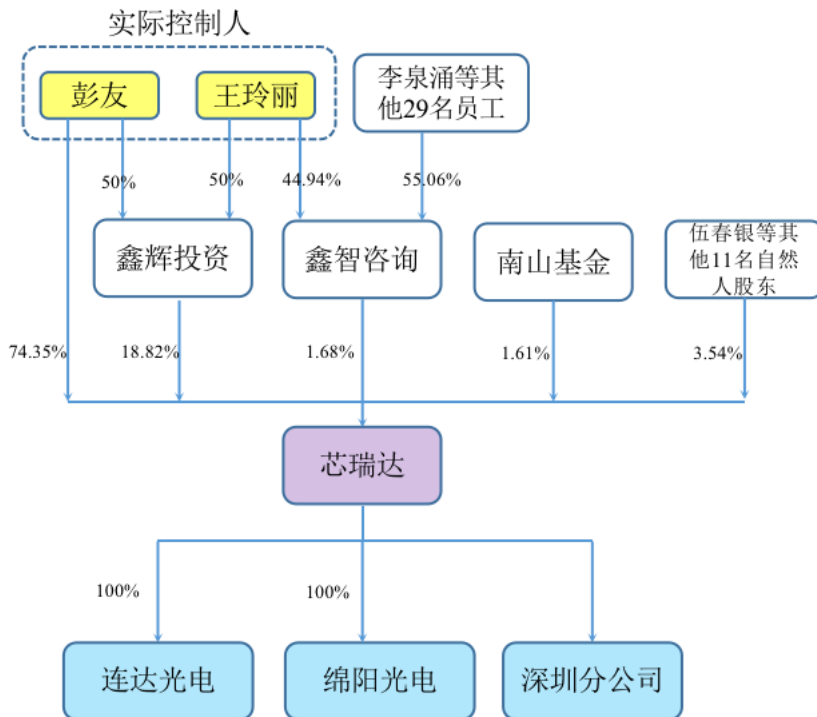 实际控制人
彭友
王玲丽
李泉涌等其
他29名员工
50%
50%
44.94%
55.06%
鑫辉投资
鑫智咨询
南山基金
伍春银等其
他11名自然
人股东
74.35%
18.82%
1.68%
1.61%
3.54%
芯瑞达
100%
100%
连达光电
绵阳光电
深圳分公司